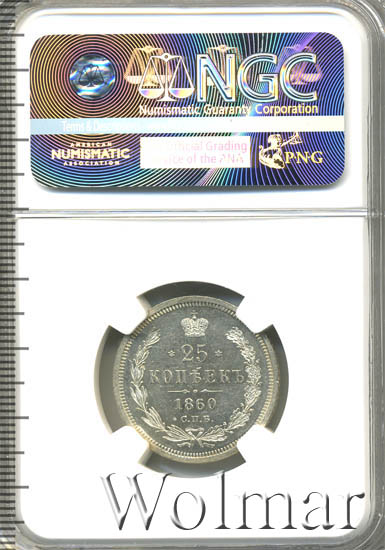 NGC
Numismatic Guaranty Corporation
AMERICAN
NUMISMATIC
ASSOCIATION
Official Grading
Service of the ANA
PNG
* 25 *
КОПѢЕКЪ
1860
С.П.Б.
Wolmar